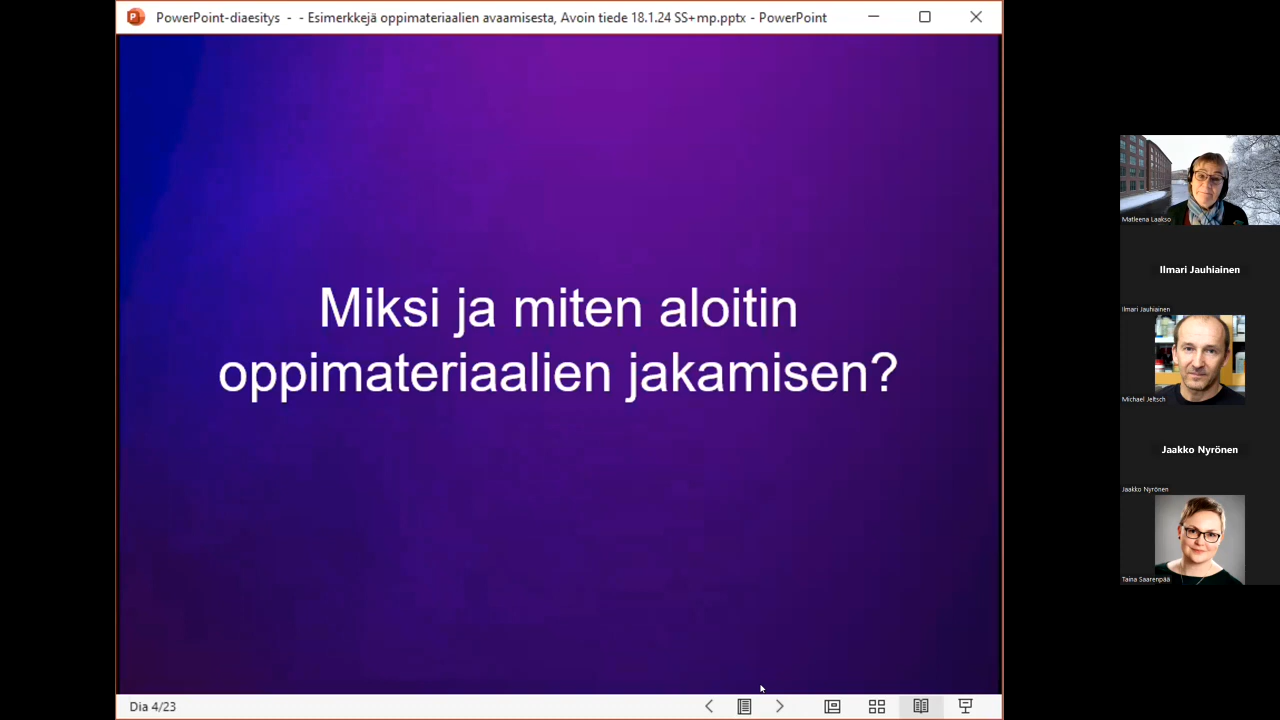 PowerPoint-diaesitys - - Esimerkkejä oppimateriaalien avaamisesta, Avoin tiede 18.1.24 SS+mp.pptx - PowerPoint
Miksi ja miten aloitin
oppimateriaalien jakamisen?
Dia 4/23
Matleena Laakso
Ilmari Jauhiainen
Ilmari Jauhiainen
Michael Jeltsch
Jaakko Nyrönen
Jaakko Nyrönen
Taina Saarenpää